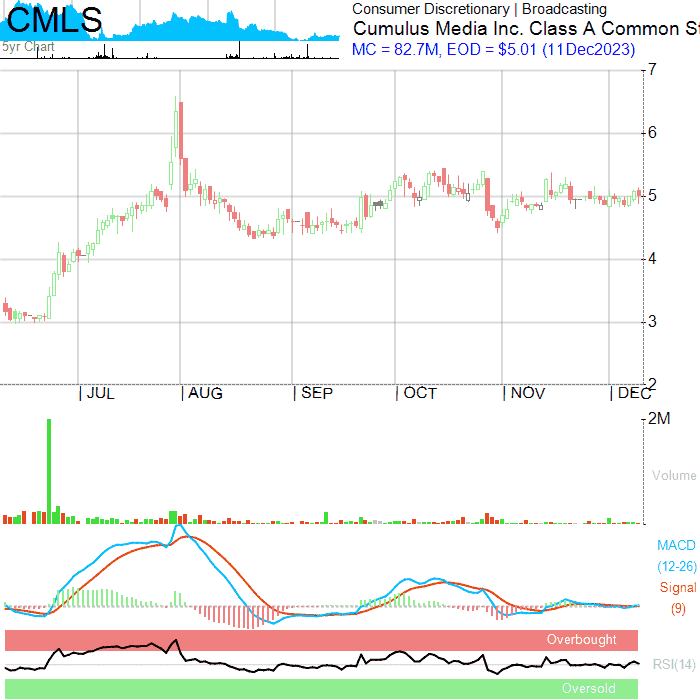 CMLS
5yr Chart
Consumer Discretionary | Broadcasting
Cumulus Media Inc. Class A Common St
MC = 82.7M, EOD = $5.01 (11Dec2023)
7
6
5
4
3
2
JUL
AUG
SEP
OCT
NOV
DEC
2M
Volume
MACD
(12-26)
Signal
(9)
Overbought
RSI(14)
Oversold